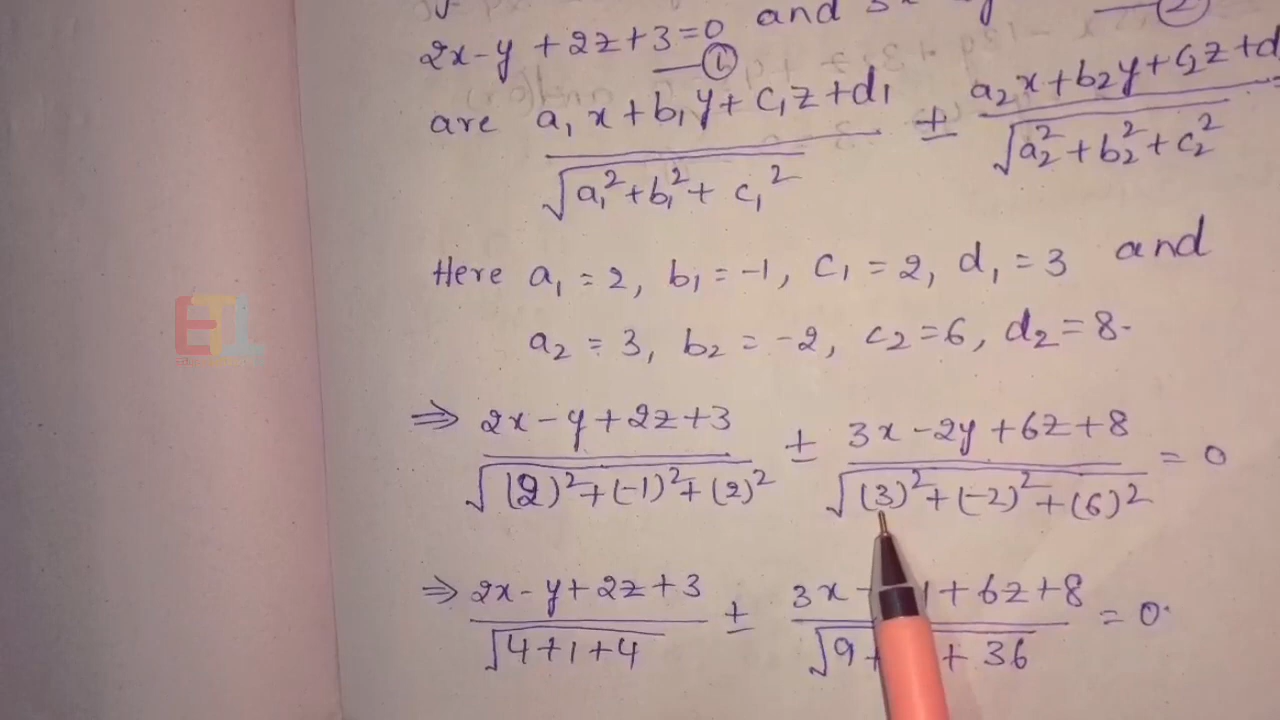 2x-y+2z+3=0 and 3x
—①
—②
are a₁x+b₁y+c₁z+d₁ ± a₂x+b₂y+c₂z+d
√a₁²+b₁²+c₁² √a₂²+b₂²+c₂²
Here a₁=2, b₁=-1, c₁=2, d₁=3 and
a₂=3, b₂=-2, c₂=6, d₂=8.
⇒ 2x-y+2z+3 ± 3x-2y+6z+8 = 0
√(2)²+(-1)²+(2)² √(3)²+(-2)²+(6)²
⇒ 2x-y+2z+3 ± 3x- +6z+8 = 0.
√4+1+4 √9+ +36